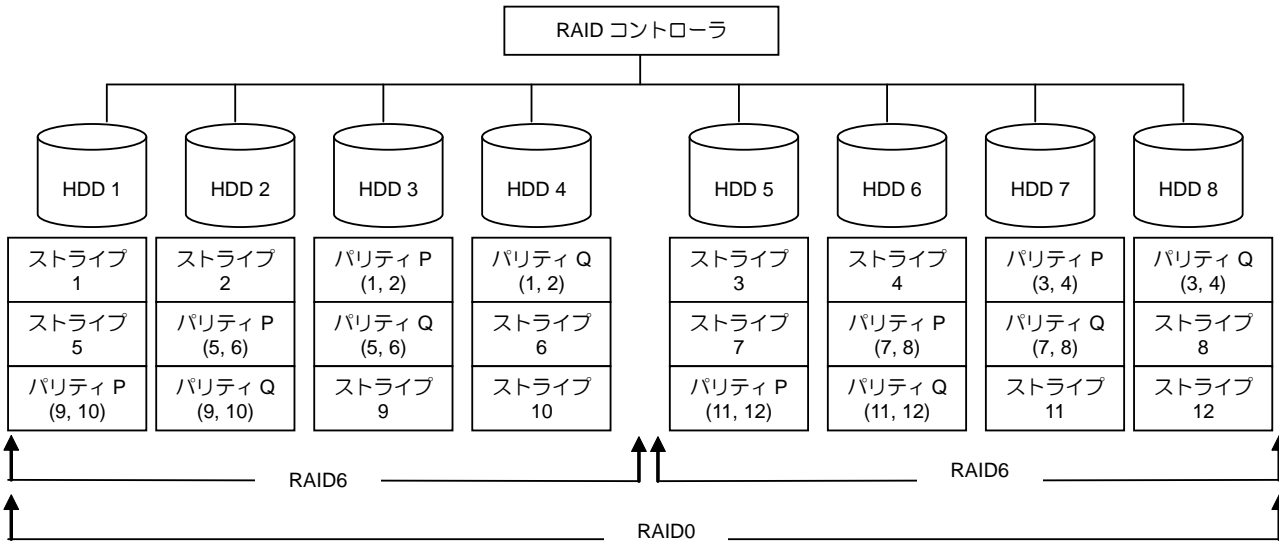 RAID コントローラ
HDD 1
HDD 2
HDD 3
HDD 4
HDD 5
HDD 6
HDD 7
HDD 8
ストライプ
1
ストライプ
2
パリティ P
(1, 2)
パリティ Q
(1, 2)
ストライプ
3
ストライプ
4
パリティ P
(3, 4)
パリティ Q
(3, 4)
ストライプ
5
パリティ P
(5, 6)
パリティ Q
(5, 6)
ストライプ
6
ストライプ
7
パリティ P
(7, 8)
パリティ Q
(7, 8)
ストライプ
8
パリティ P
(9, 10)
パリティ Q
(9, 10)
ストライプ
9
ストライプ
10
パリティ P
(11, 12)
パリティ Q
(11, 12)
ストライプ
11
ストライプ
12
RAID6
RAID6
RAID0